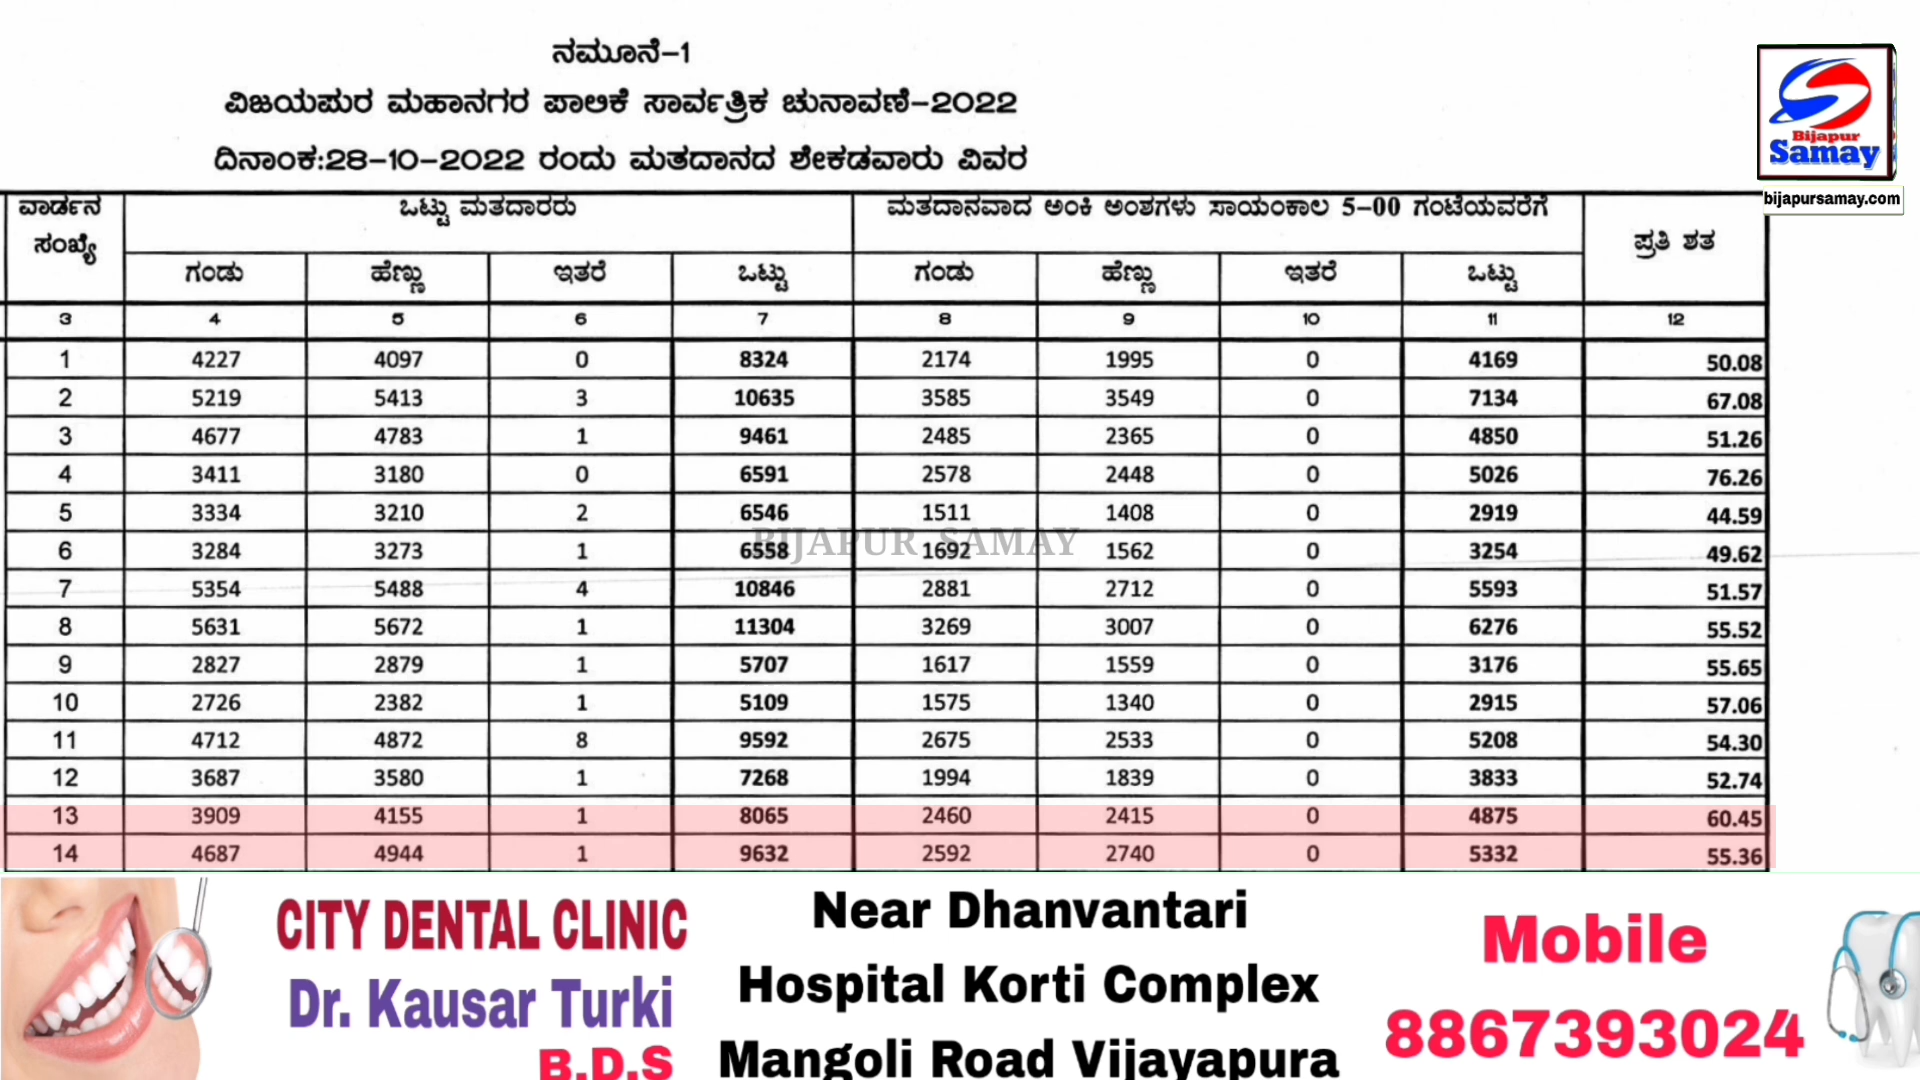 ನಮೂನೆ-1
ವಿಜಯಪುರ ಮಹಾನಗರ ಪಾಲಿಕೆ ಸಾರ್ವತ್ರಿಕ ಚುನಾವಣೆ-2022
ದಿನಾಂಕ:28-10-2022 ರಂದು ಮತದಾನದ ಶೇಕಡವಾರು ವಿವರ
Bijapur
Samay
bijapursamay.com
ವಾರ್ಡನ ಸಂಖ್ಯೆ ಒಟ್ಟು ಮತದಾರರು ಮತದಾನವಾದ ಅಂಕಿ ಅಂಶಗಳು ಸಾಯಂಕಾಲ 5-00 ಗಂಟೆಯವರೆಗೆ ಪ್ರತಿ ಶತ
ಗಂಡು ಹೆಣ್ಣು ಇತರೆ ಒಟ್ಟು ಗಂಡು ಹೆಣ್ಣು ಇತರೆ ಒಟ್ಟು
3 4 5 6 7 8 9 10 11 12
1 4227 4097 0 8324 2174 1995 0 4169 50.08
2 5219 5413 3 10635 3585 3549 0 7134 67.08
3 4677 4783 1 9461 2485 2365 0 4850 51.26
4 3411 3180 0 6591 2578 2448 0 5026 76.26
5 3334 3210 2 6546 1511 1408 0 2919 44.59
BIJAPUR SAMAY
6 3284 3273 1 6558 1692 1562 0 3254 49.62
7 5354 5488 4 10846 2881 2712 0 5593 51.57
8 5631 5672 1 11304 3269 3007 0 6276 55.52
9 2827 2879 1 5707 1617 1559 0 3176 55.65
10 2726 2382 1 5109 1575 1340 0 2915 57.06
11 4712 4872 8 9592 2675 2533 0 5208 54.30
12 3687 3580 1 7268 1994 1839 0 3833 52.74
13 3909 4155 1 8065 2460 2415 0 4875 60.45
14 4687 4944 1 9632 2592 2740 0 5332 55.36
CITY DENTAL CLINIC
Dr. Kausar Turki
B.D.S
Near Dhanvantari
Hospital Korti Complex
Mangoli Road Vijayapura
Mobile
8867393024